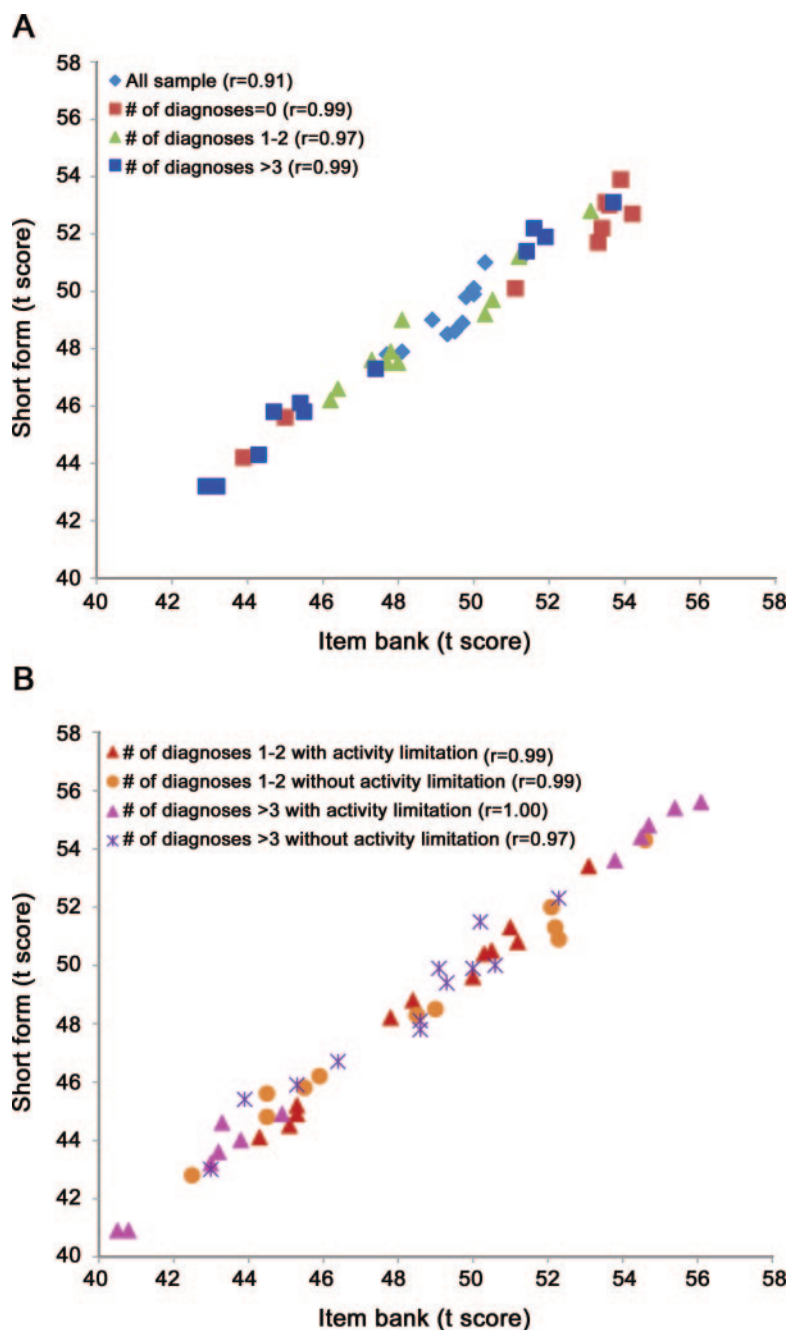 A
58
56
54
52
50
48
46
44
42
40
Short form (t score)
All sample (r=0.91)
# of diagnoses=0 (r=0.99)
# of diagnoses 1-2 (r=0.97)
# of diagnoses >3 (r=0.99)
40 42 44 46 48 50 52 54 56 58
Item bank (t score)
B
58
56
54
52
50
48
46
44
42
40
Short form (t score)
# of diagnoses 1-2 with activity limitation (r=0.99)
# of diagnoses 1-2 without activity limitation (r=0.99)
# of diagnoses >3 with activity limitation (r=1.00)
# of diagnoses >3 without activity limitation (r=0.97)
40 42 44 46 48 50 52 54 56 58
Item bank (t score)